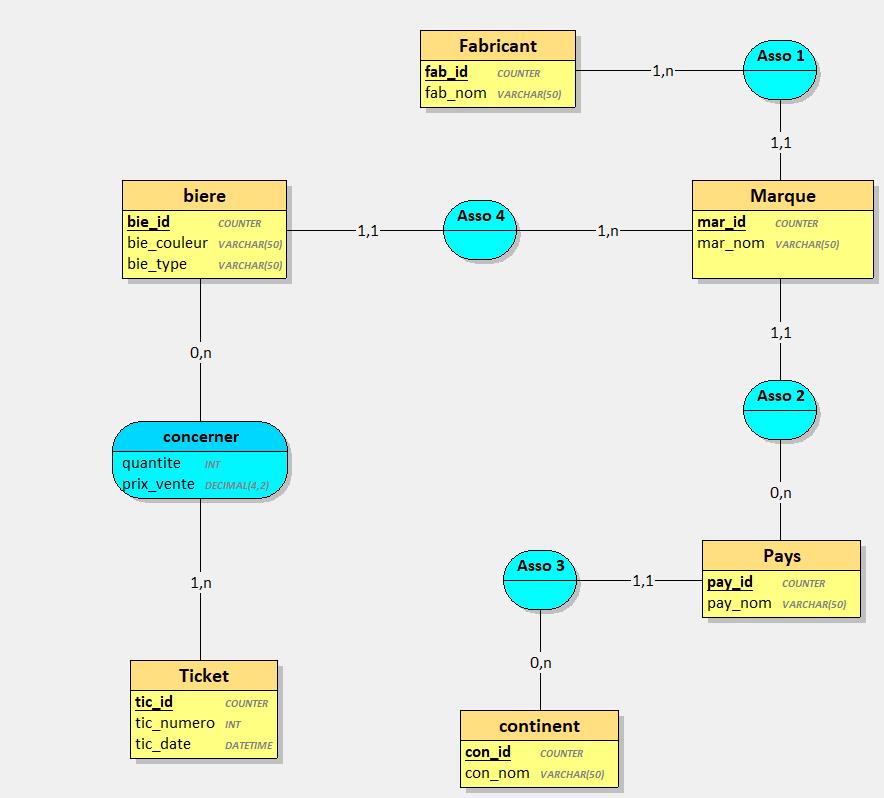 Fabricant
fab_id COUNTER
fab_nom VARCHAR(50)
1,n
Asso 1
1,1
biere
bie_id COUNTER
bie_couleur VARCHAR(50)
bie_type VARCHAR(50)
1,1
Asso 4
1,n
Marque
mar_id COUNTER
mar_nom VARCHAR(50)
0,n
1,1
concerner
quantite INT
prix_vente DECIMAL(4,2)
Asso 2
0,n
1,n
Asso 3
1,1
Pays
pay_id COUNTER
pay_nom VARCHAR(50)
0,n
Ticket
tic_id COUNTER
tic_numero INT
tic_date DATETIME
continent
con_id COUNTER
con_nom VARCHAR(50)